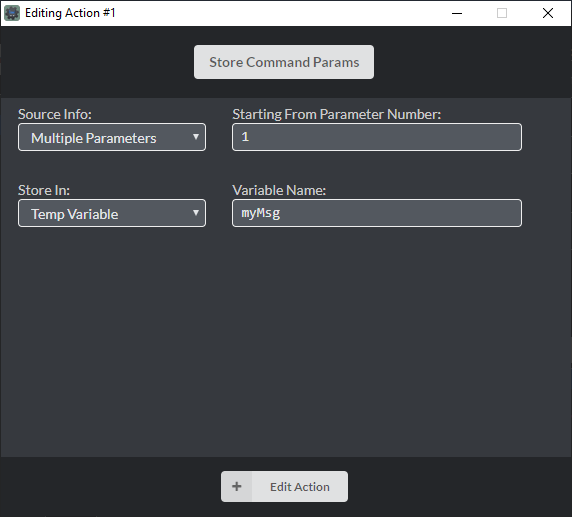 Editing Action #1
Store Command Params
Source Info:
Starting From Parameter Number:
Multiple Parameters
1
Store In:
Variable Name:
Temp Variable
myMsg
+ Edit Action